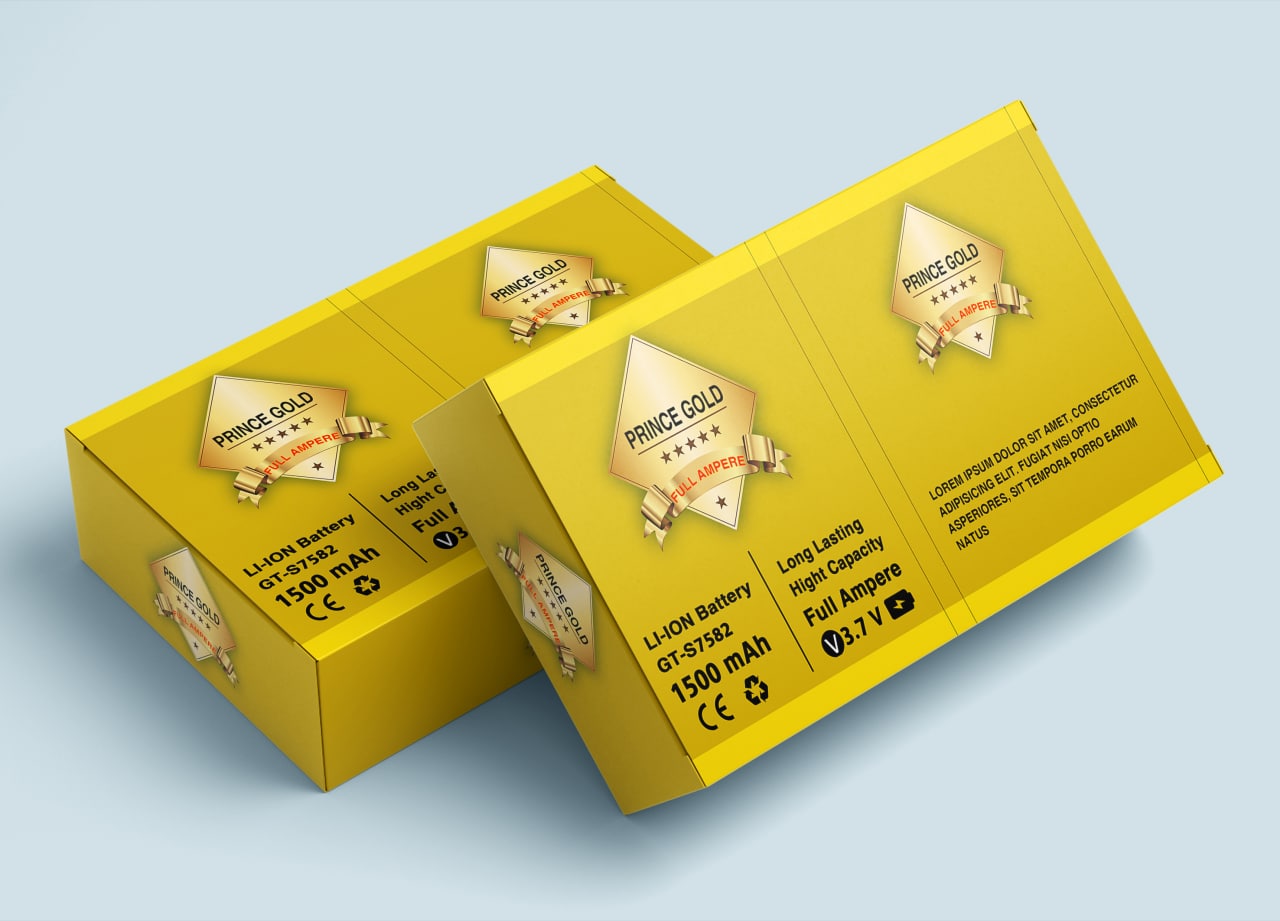 PRINCE GOLD
FULL AMPERE
PRINCE GOLD
FULL AMPERE
LI-ION Battery
GT-S7582
1500 mAh
CE
Long
Hight
Full
V3.
PRINCE GOLD
FULL AMPERE
PRINCE GOLD
FULL AMPERE
PRINCE GOLD
FULL AMPERE
LI-ION Battery
GT-S7582
1500 mAh
CE
Long Lasting
Hight Capacity
Full Ampere
V3.7 V
LOREM IPSUM DOLOR SIT AMET, CONSECTETUR
ADIPISICING ELIT. FUGIAT NISI OPTIO
ASPERIORES, SIT TEMPORA PORRO EARUM
NATUS
PRINCE GOLD
FULL AMPERE